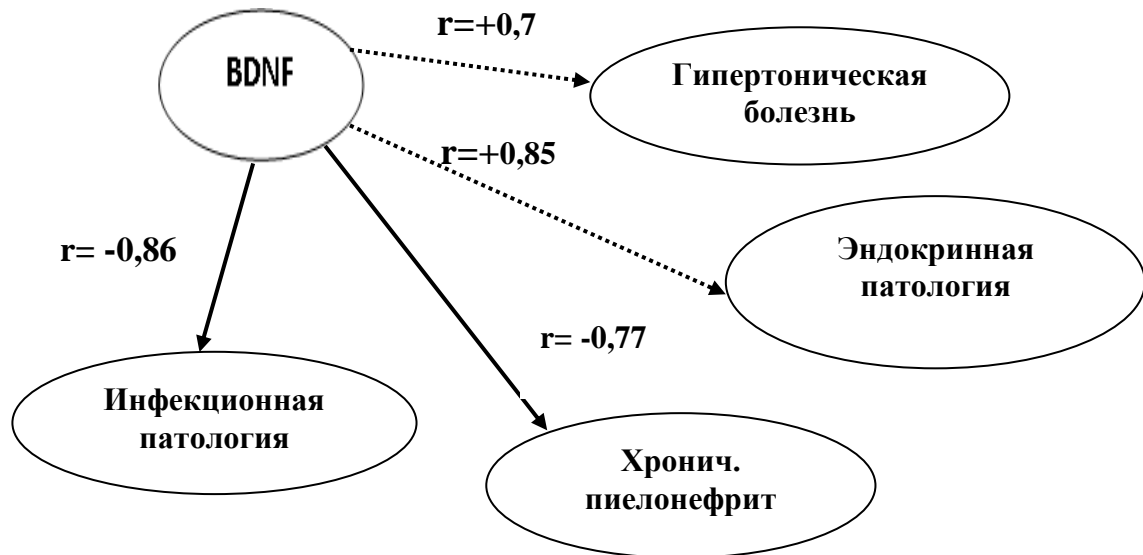 r=+0,7
BDNF
Гипертоническая
болезнь
r=+0,85
r= -0,86
Эндокринная
патология
r= -0,77
Инфекционная
патология
Хронич.
пиелонефрит